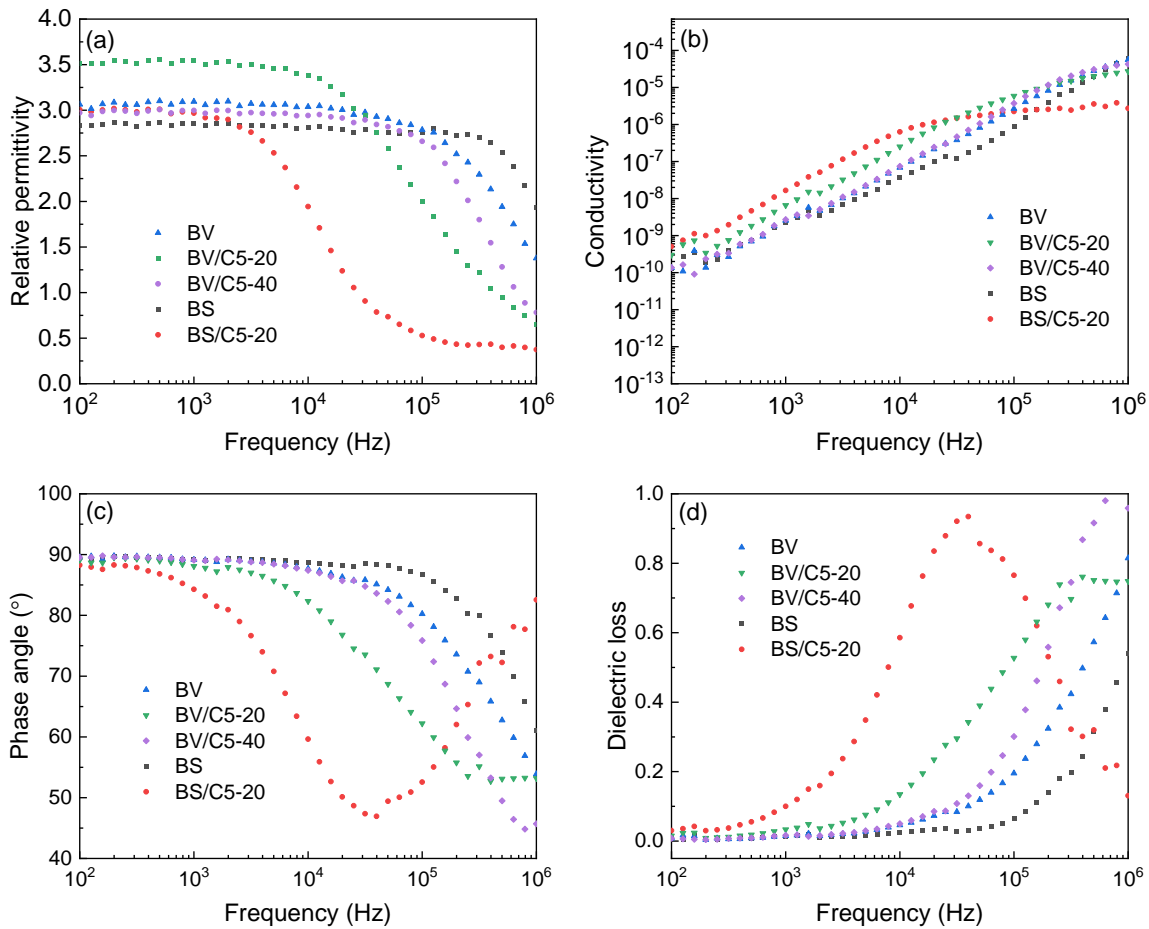 (a)
Relative permittivity
4.0
3.5
3.0
2.5
2.0
1.5
1.0
0.5
0.0
BV
BV/C5-20
BV/C5-40
BS
BS/C5-20
10² 10³ 10⁴ 10⁵ 10⁶
Frequency (Hz)
(b)
Conductivity
10⁻⁴
10⁻⁵
10⁻⁶
10⁻⁷
10⁻⁸
10⁻⁹
10⁻¹⁰
10⁻¹¹
10⁻¹²
10⁻¹³
BV
BV/C5-20
BV/C5-40
BS
BS/C5-20
10² 10³ 10⁴ 10⁵ 10⁶
Frequency (Hz)
(c)
Phase angle (°)
100
90
80
70
60
50
40
BV
BV/C5-20
BV/C5-40
BS
BS/C5-20
10² 10³ 10⁴ 10⁵ 10⁶
Frequency (Hz)
(d)
Dielectric loss
1.0
0.8
0.6
0.4
0.2
0.0
BV
BV/C5-20
BV/C5-40
BS
BS/C5-20
10² 10³ 10⁴ 10⁵ 10⁶
Frequency (Hz)